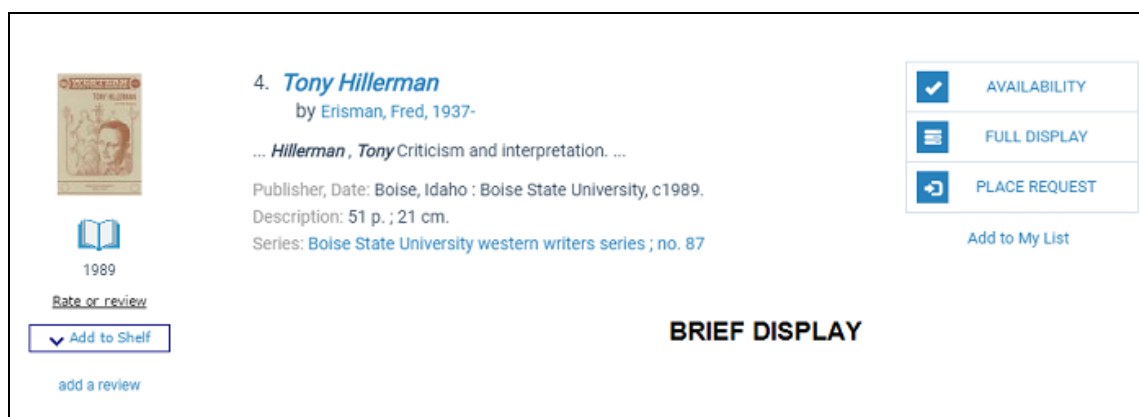 TONY HILLERMAN
4. Tony Hillerman
by Erisman, Fred, 1937-
... Hillerman , Tony Criticism and interpretation. ...
Publisher, Date: Boise, Idaho : Boise State University, c1989.
Description: 51 p. ; 21 cm.
Series: Boise State University western writers series ; no. 87
1989
Rate or review
Add to Shelf
add a review
AVAILABILITY
FULL DISPLAY
PLACE REQUEST
Add to My List
BRIEF DISPLAY